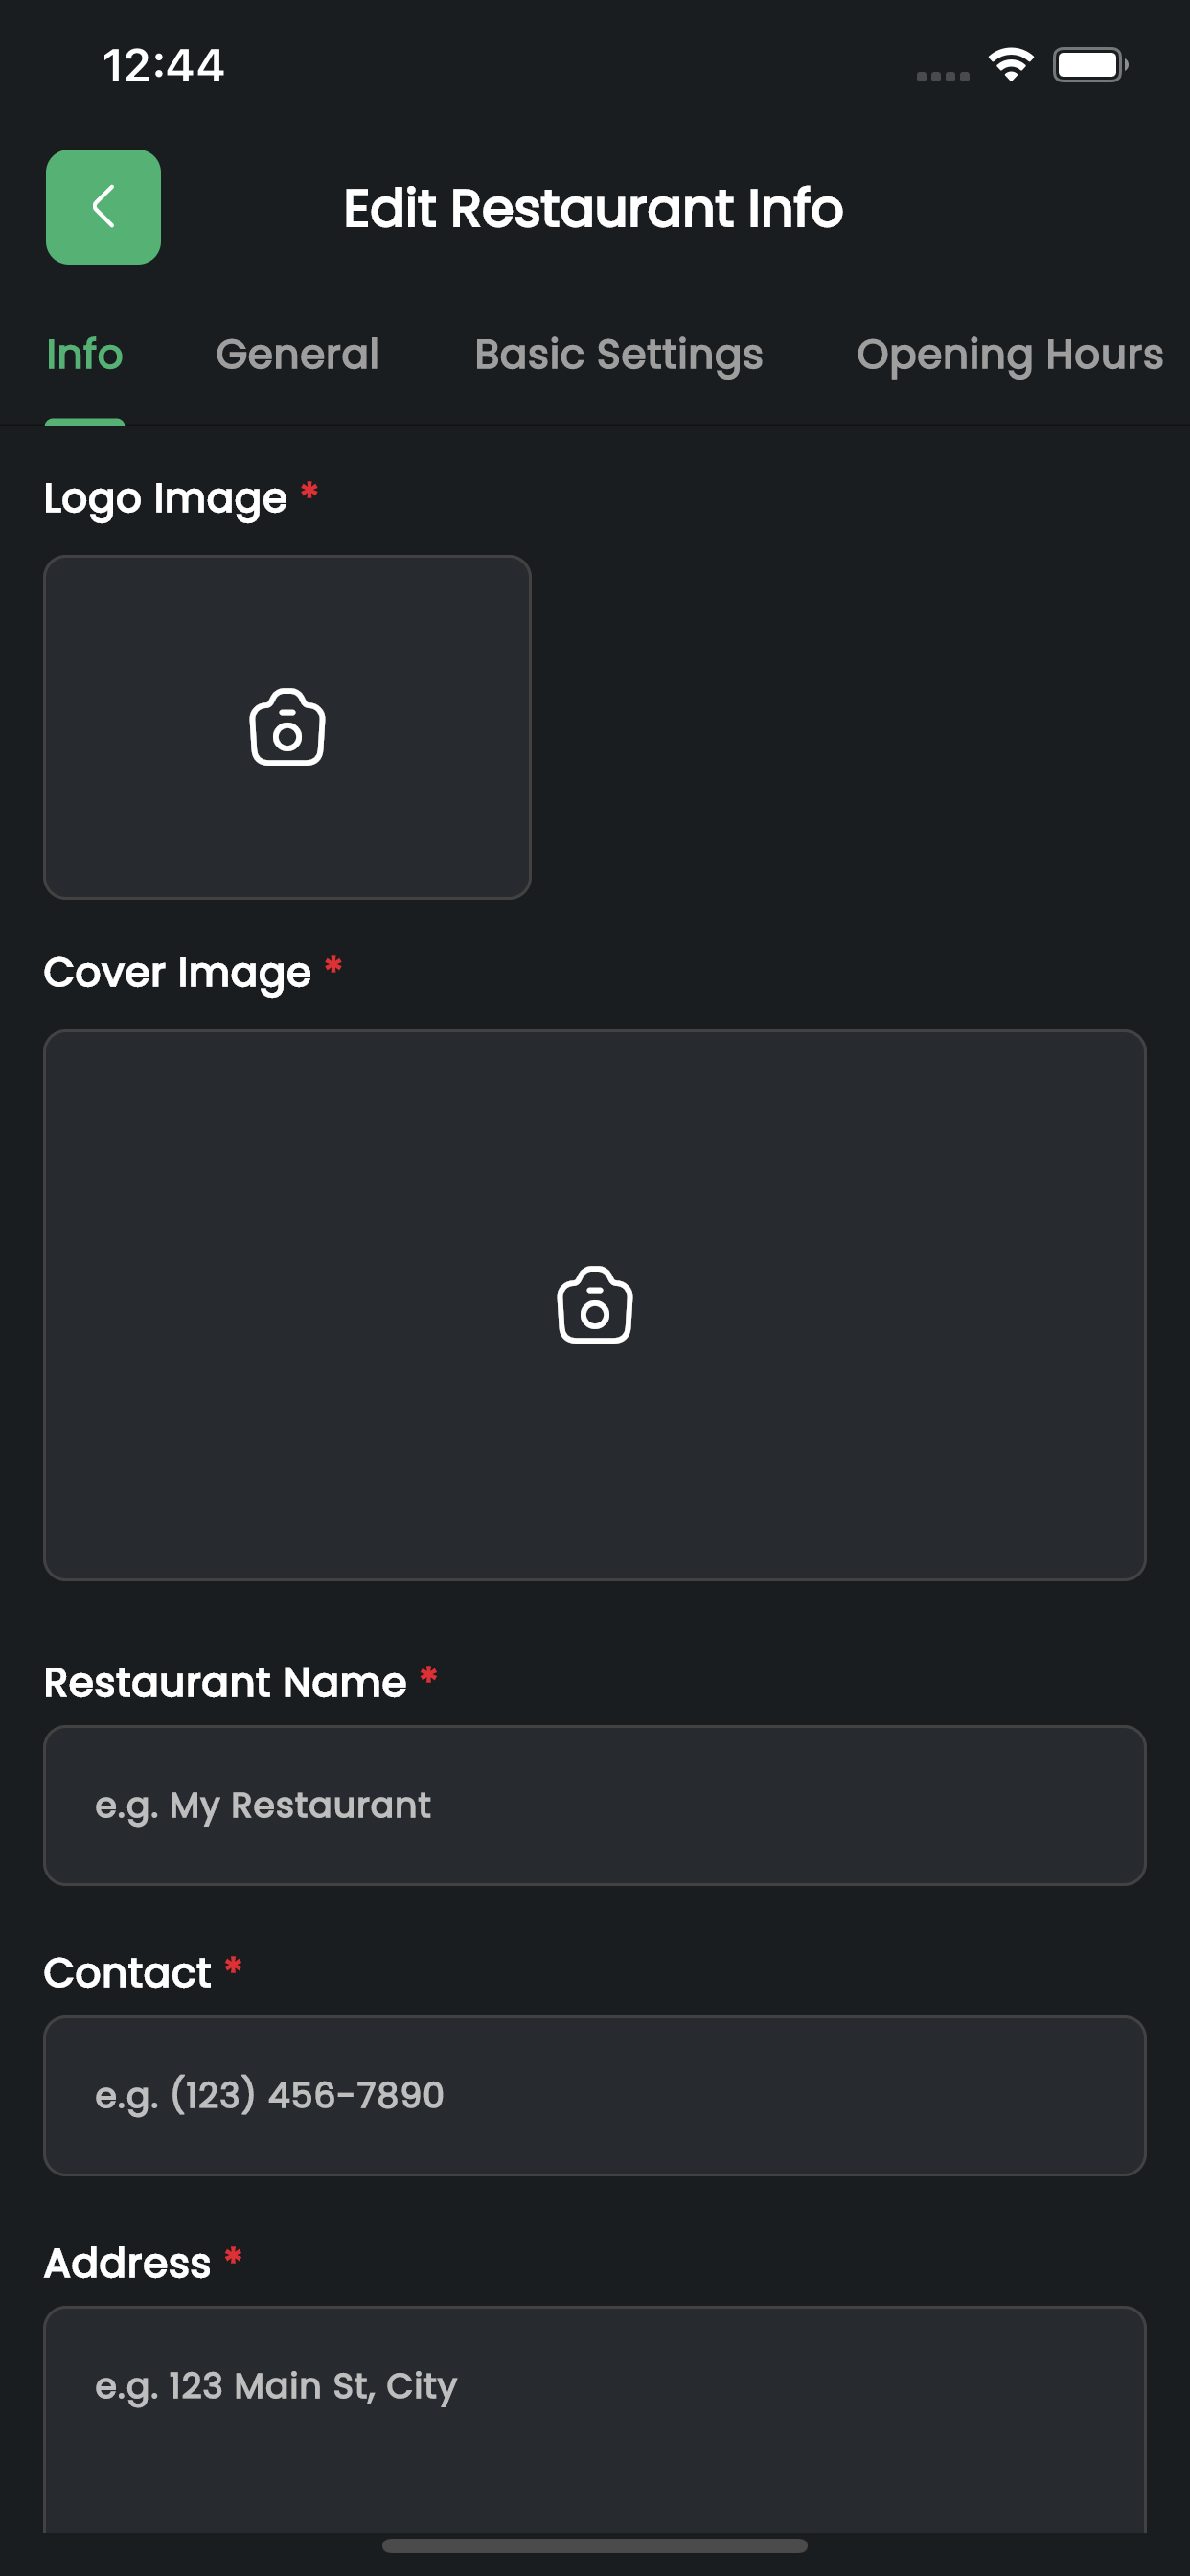 12:44
Edit Restaurant Info
Info General Basic Settings Opening Hours
Logo Image *
Cover Image *
Restaurant Name *
e.g. My Restaurant
Contact *
e.g. (123) 456-7890
Address *
e.g. 123 Main St, City